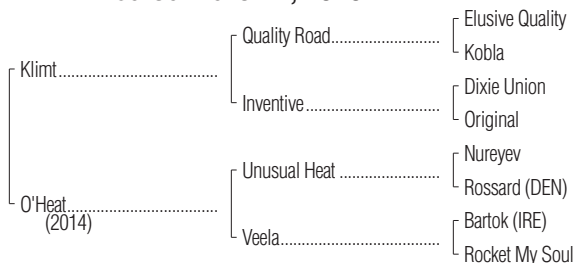 Elusive Quality
Quality Road
Kobla
Klimt
Dixie Union
Inventive
Original
Nureyev
Unusual Heat
Rossard (DEN)
O'Heat
(2014)
Bartok (IRE)
Veela
Rocket My Soul